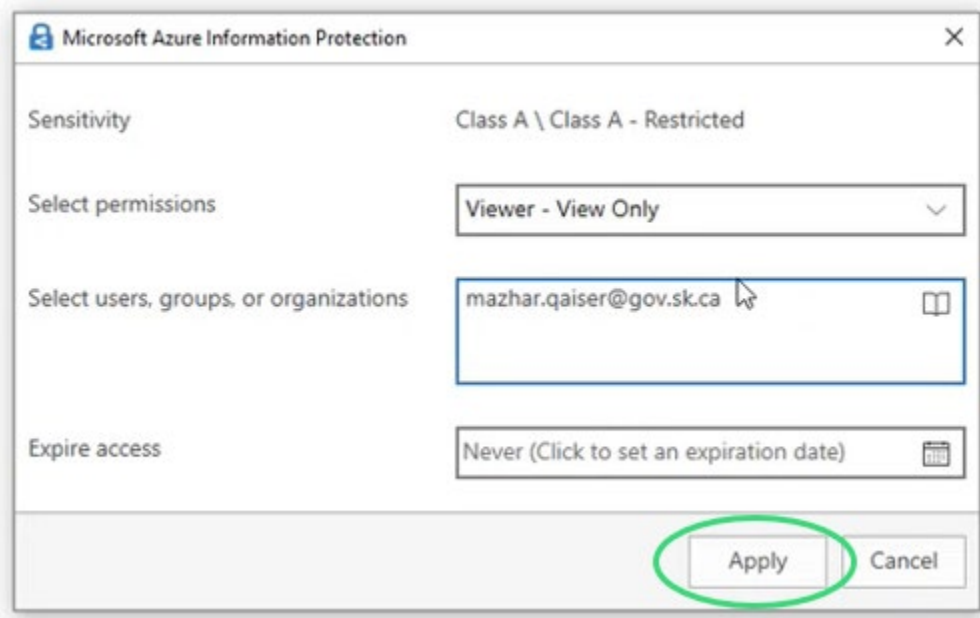 Microsoft Azure Information Protection
Sensitivity Class A \ Class A - Restricted
Select permissions Viewer - View Only
Select users, groups, or organizations mazhar.qaiser@gov.sk.ca
Expire access Never (Click to set an expiration date)
Apply Cancel